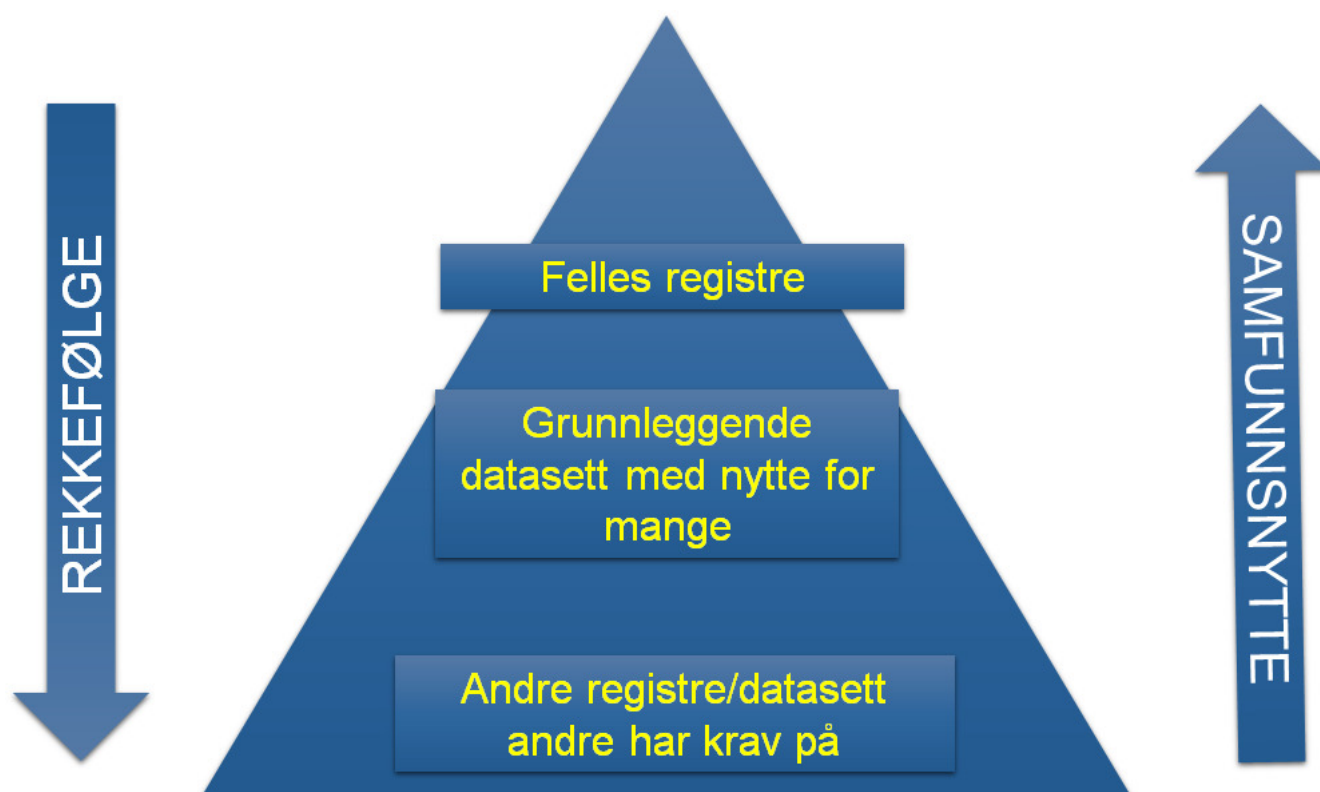 REKKEFØLGE
Felles registre
Grunnleggende
datasett med nytte for
mange
Andre registre/datasett
andre har krav på
SAMFUNNSNYTTE